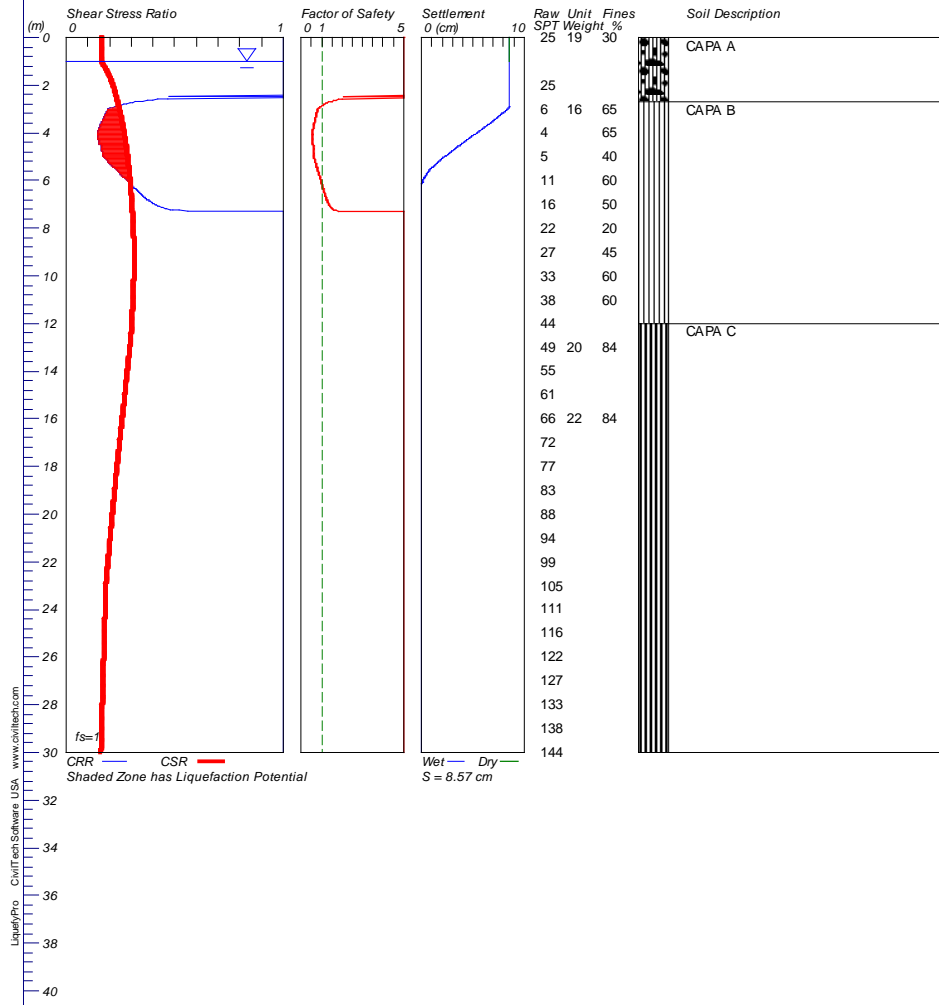 Shear Stress Ratio Factor of Safety Settlement Raw Unit Fines Soil Description
(m) 0 1 0 1 5 0 (cm) 10 SPT Weight %
0 25 19 30 CAPA A
2 25
6 16 65 CAPA B
4 4 65
5 40
6 11 60
16 50
8 22 20
27 45
10 33 60
38 60
12 44 CAPA C
49 20 84
14 55
61
16 66 22 84
72
18 77
83
20 88
94
22 99
105
24 111
116
26 122
127
28 133
138
fs=1
30 144
CRR CSR Wet Dry
Shaded Zone has Liquefaction Potential S = 8.57 cm
32
34
36
38
40
LiquefyPro CivilTech Software USA www.civiltech.com